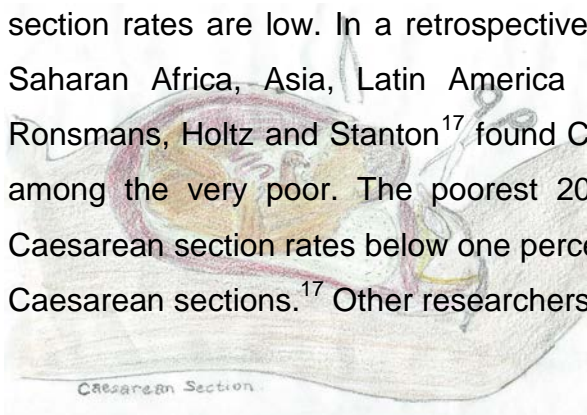 section rates are low. In a retrospective
Saharan Africa, Asia, Latin America
Ronsmans, Holtz and Stanton17 found C
among the very poor. The poorest 20
Caesarean section rates below one perce
Caesarean sections.17 Other researchers
Caesarean Section